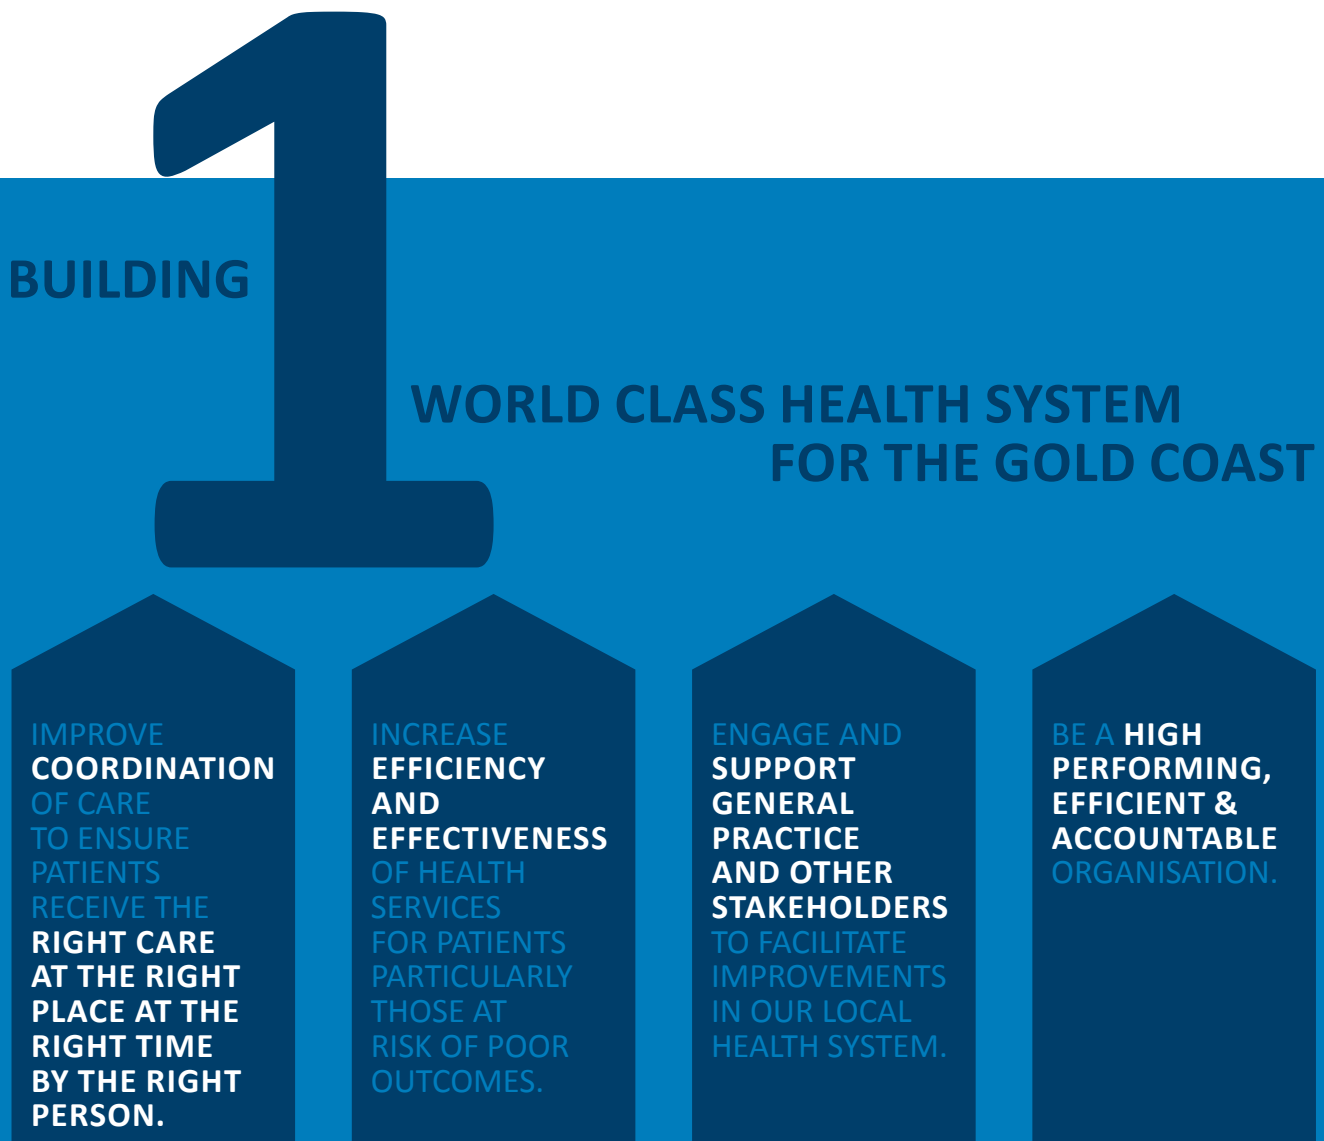 BUILDING
1
WORLD CLASS HEALTH SYSTEM
FOR THE GOLD COAST
IMPROVE
COORDINATION
OF CARE
TO ENSURE
PATIENTS
RECEIVE THE
RIGHT CARE
AT THE RIGHT
PLACE AT THE
RIGHT TIME
BY THE RIGHT
PERSON.
INCREASE
EFFICIENCY
AND
EFFECTIVENESS
OF HEALTH
SERVICES
FOR PATIENTS
PARTICULARLY
THOSE AT
RISK OF POOR
OUTCOMES.
ENGAGE AND
SUPPORT
GENERAL
PRACTICE
AND OTHER
STAKEHOLDERS
TO FACILITATE
IMPROVEMENTS
IN OUR LOCAL
HEALTH SYSTEM.
BE A HIGH
PERFORMING,
EFFICIENT &
ACCOUNTABLE
ORGANISATION.